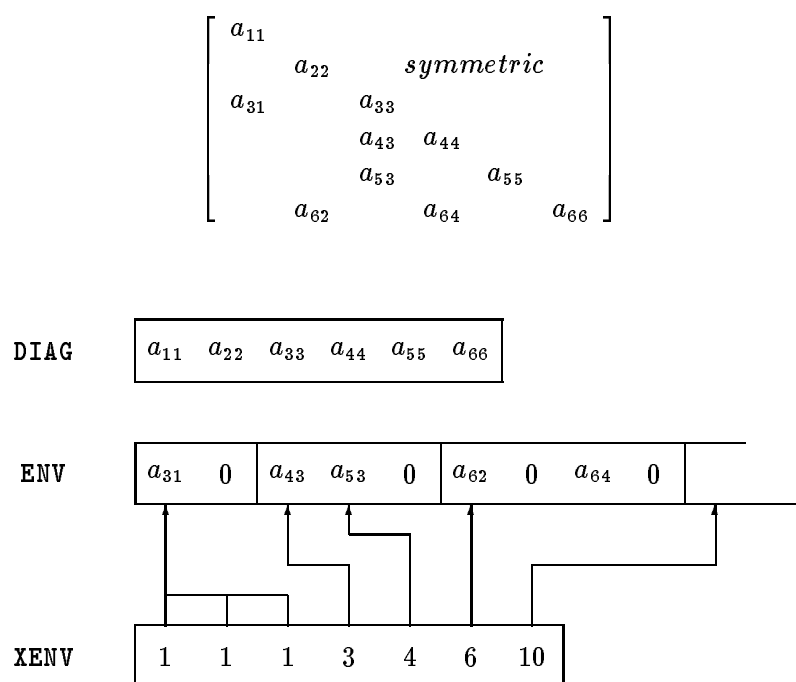 a₁₁
a₂₂ symmetric
a₃₁ a₃₃
a₄₃ a₄₄
a₅₃ a₅₅
a₆₂ a₆₄ a₆₆
DIAG a₁₁ a₂₂ a₃₃ a₄₄ a₅₅ a₆₆
ENV a₃₁ 0 a₄₃ a₅₃ 0 a₆₂ 0 a₆₄ 0
XENV 1 1 1 3 4 6 10